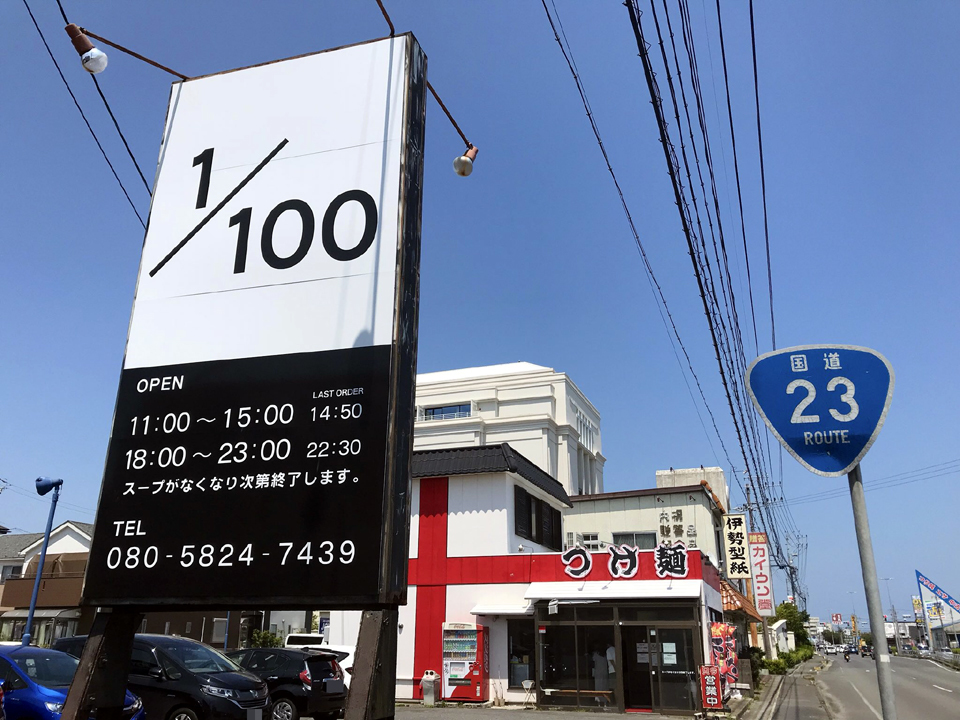 1/100
OPEN
LAST ORDER
11:00～15:00 14:50
18:00～23:00 22:30
スープがなくなり次第終了します。
TEL
080-5824-7439
国道
23
ROUTE
つけ麺
伊勢型紙
カイウン
営業中